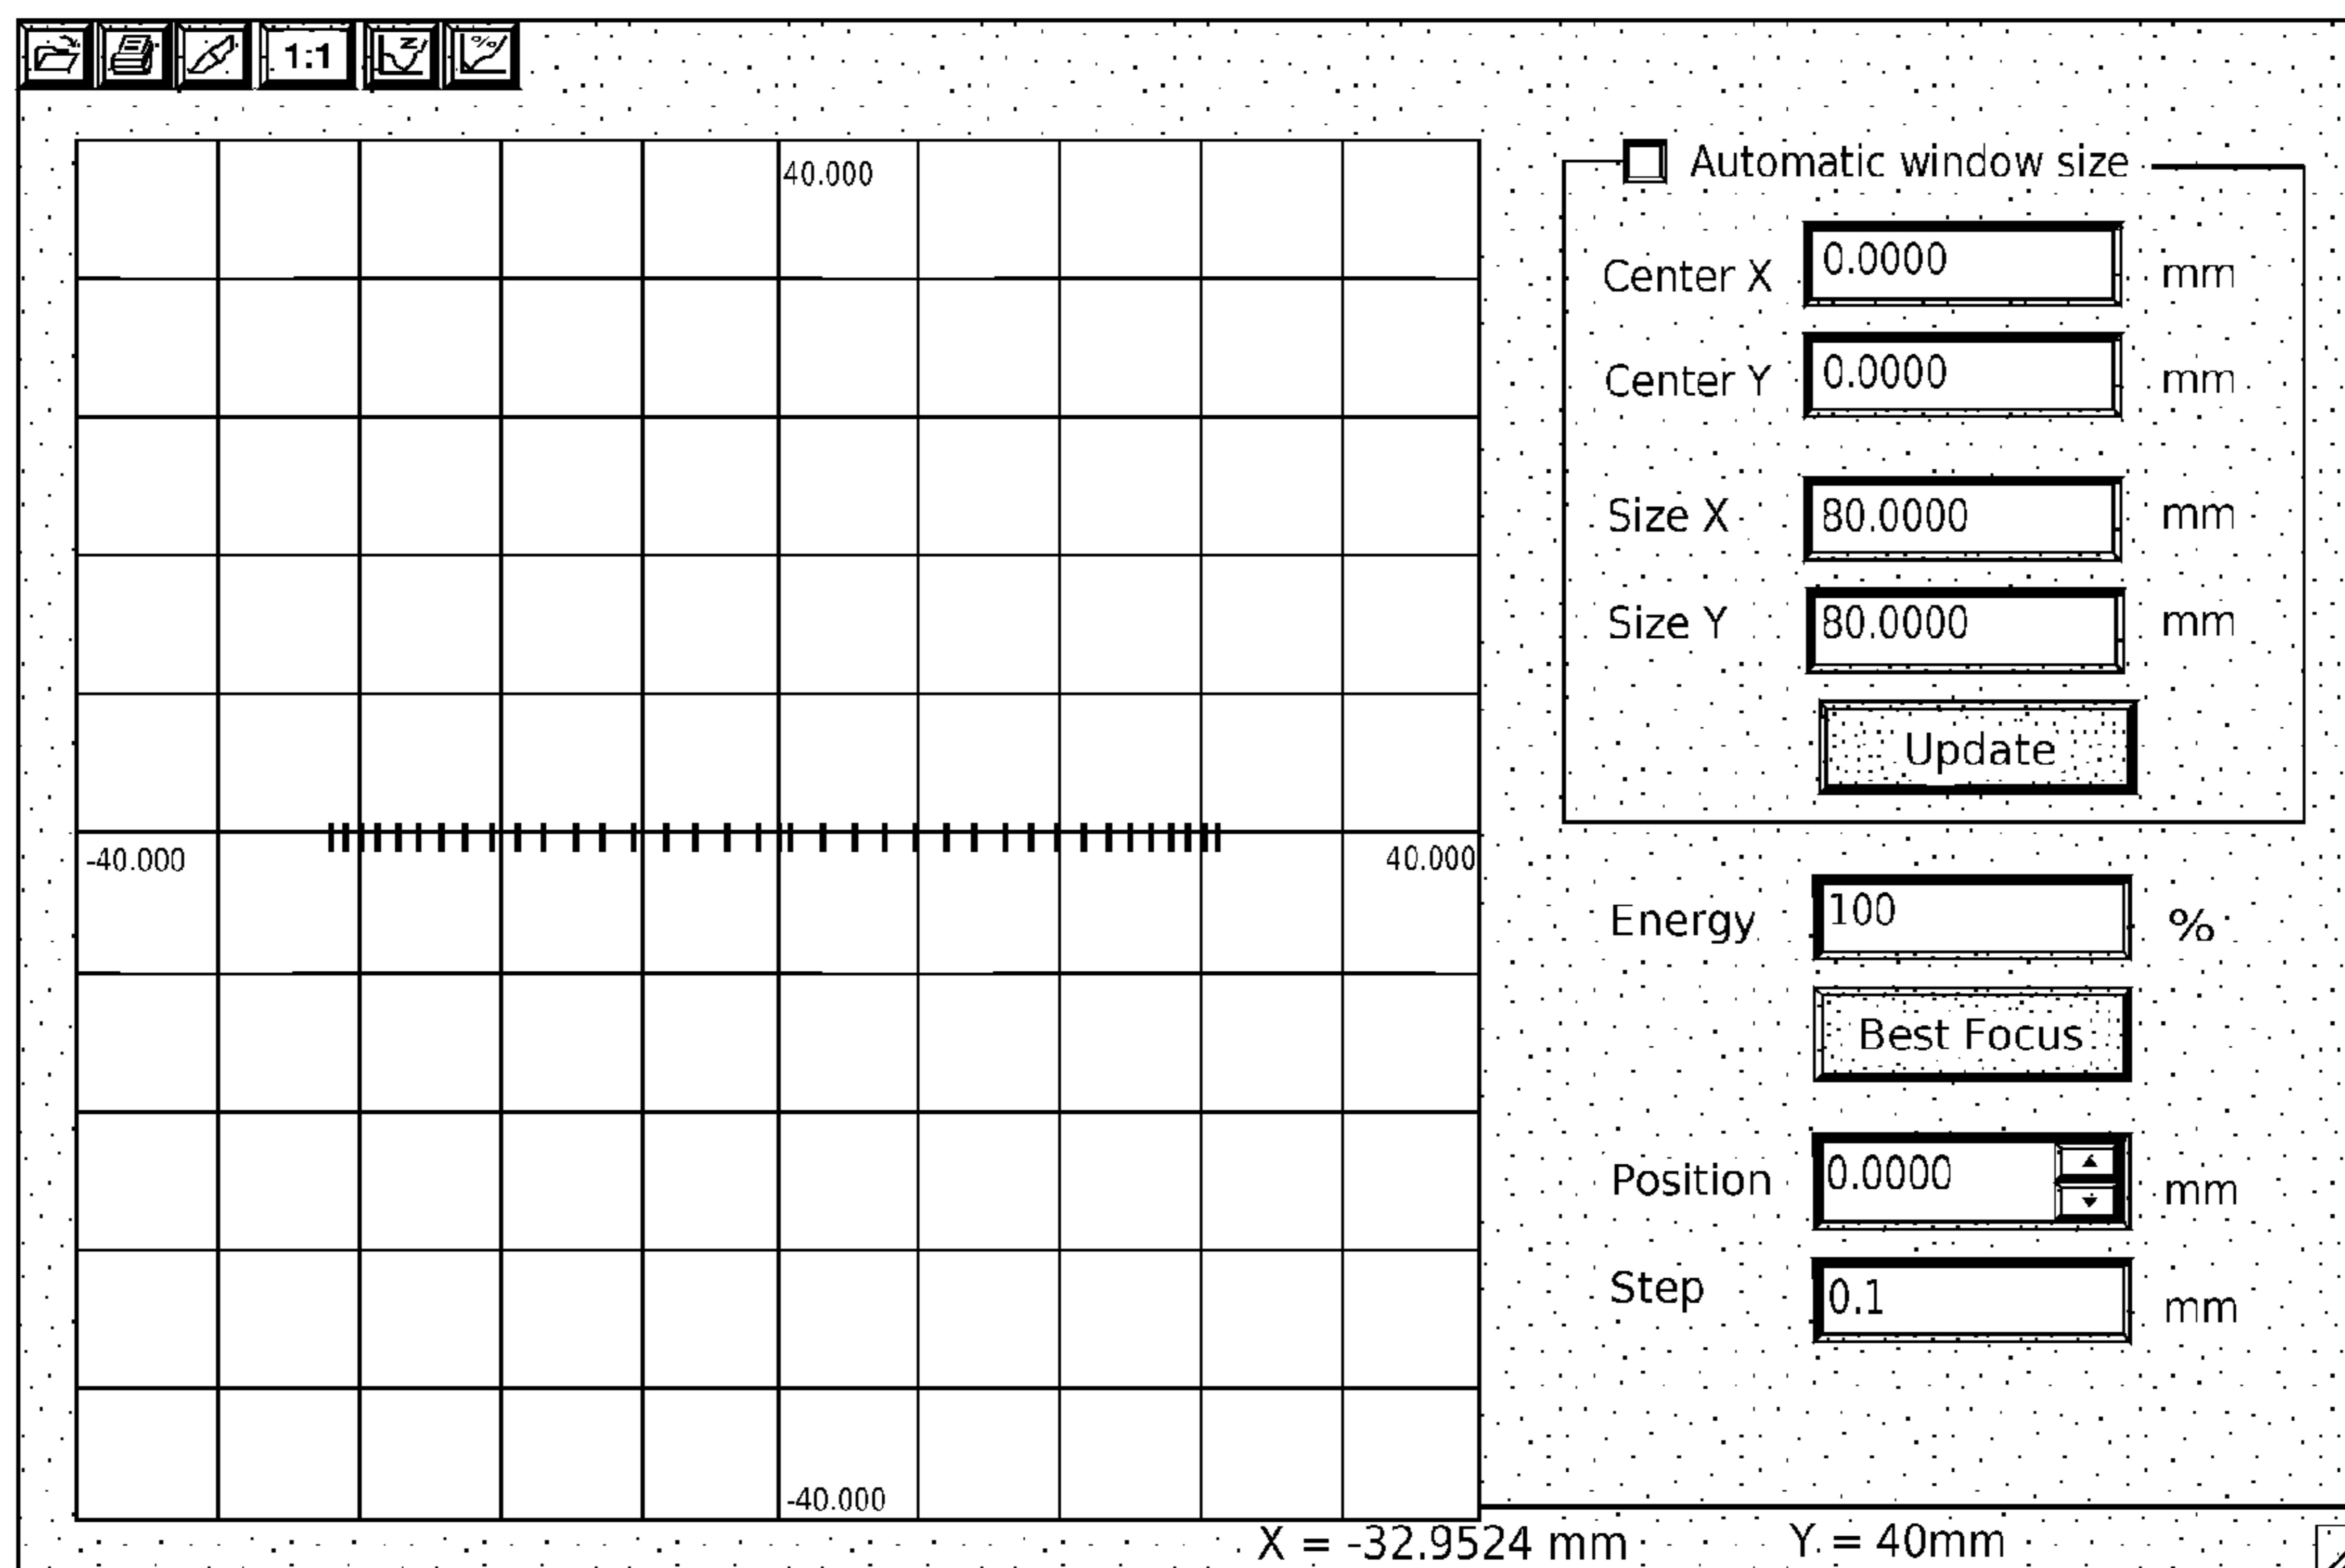 1:1
Z
%
40.000
-40.000
40.000
-40.000
Automatic window size
Center X 0.0000 mm
Center Y 0.0000 mm
Size X 80.0000 mm
Size Y 80.0000 mm
Update
Energy 100 %
Best Focus
Position 0.0000 mm
Step 0.1 mm
X = -32.9524 mm Y = 40mm